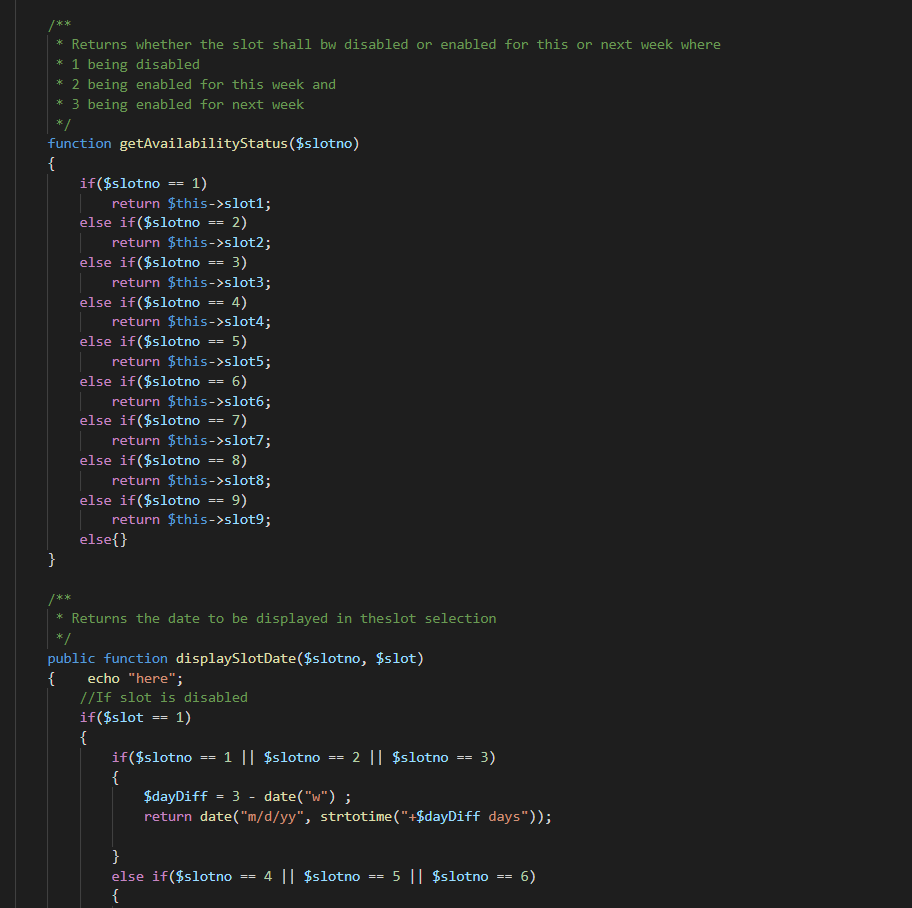 /**
* Returns whether the slot shall bw disabled or enabled for this or next week where
* 1 being disabled
* 2 being enabled for this week and
* 3 being enabled for next week
*/
function getAvailabilityStatus($slotno)
{
if($slotno == 1)
return $this->slot1;
else if($slotno == 2)
return $this->slot2;
else if($slotno == 3)
return $this->slot3;
else if($slotno == 4)
return $this->slot4;
else if($slotno == 5)
return $this->slot5;
else if($slotno == 6)
return $this->slot6;
else if($slotno == 7)
return $this->slot7;
else if($slotno == 8)
return $this->slot8;
else if($slotno == 9)
return $this->slot9;
else{}
}
/**
* Returns the date to be displayed in theslot selection
*/
public function displaySlotDate($slotno, $slot)
{    echo "here";
//If slot is disabled
if($slot == 1)
{
if($slotno == 1 || $slotno == 2 || $slotno == 3)
{
$dayDiff = 3 - date("w") ;
return date("m/d/yy", strtotime("+$dayDiff days"));
}
else if($slotno == 4 || $slotno == 5 || $slotno == 6)
{